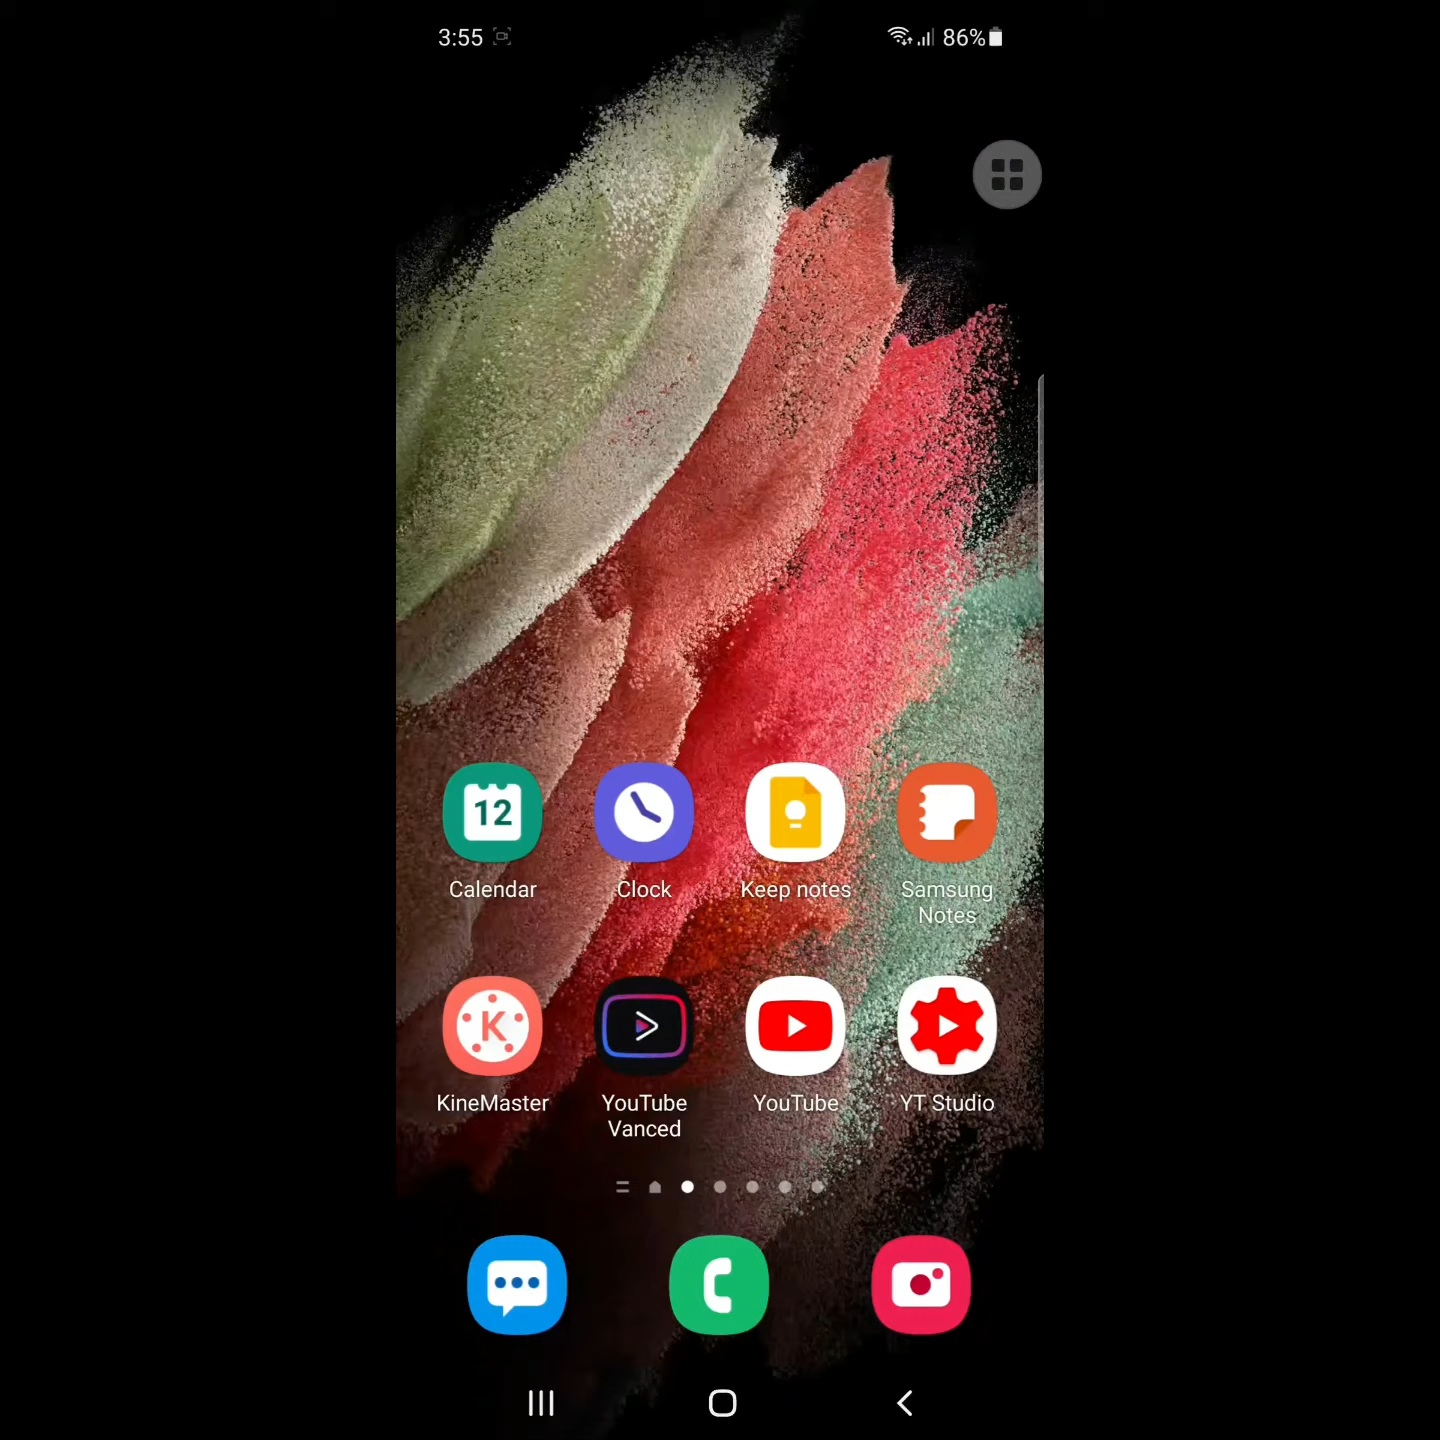 3:55
86%
12
Calendar
Clock
Keep notes
Samsung
Notes
K
KineMaster
YouTube
Vanced
YouTube
YT Studio